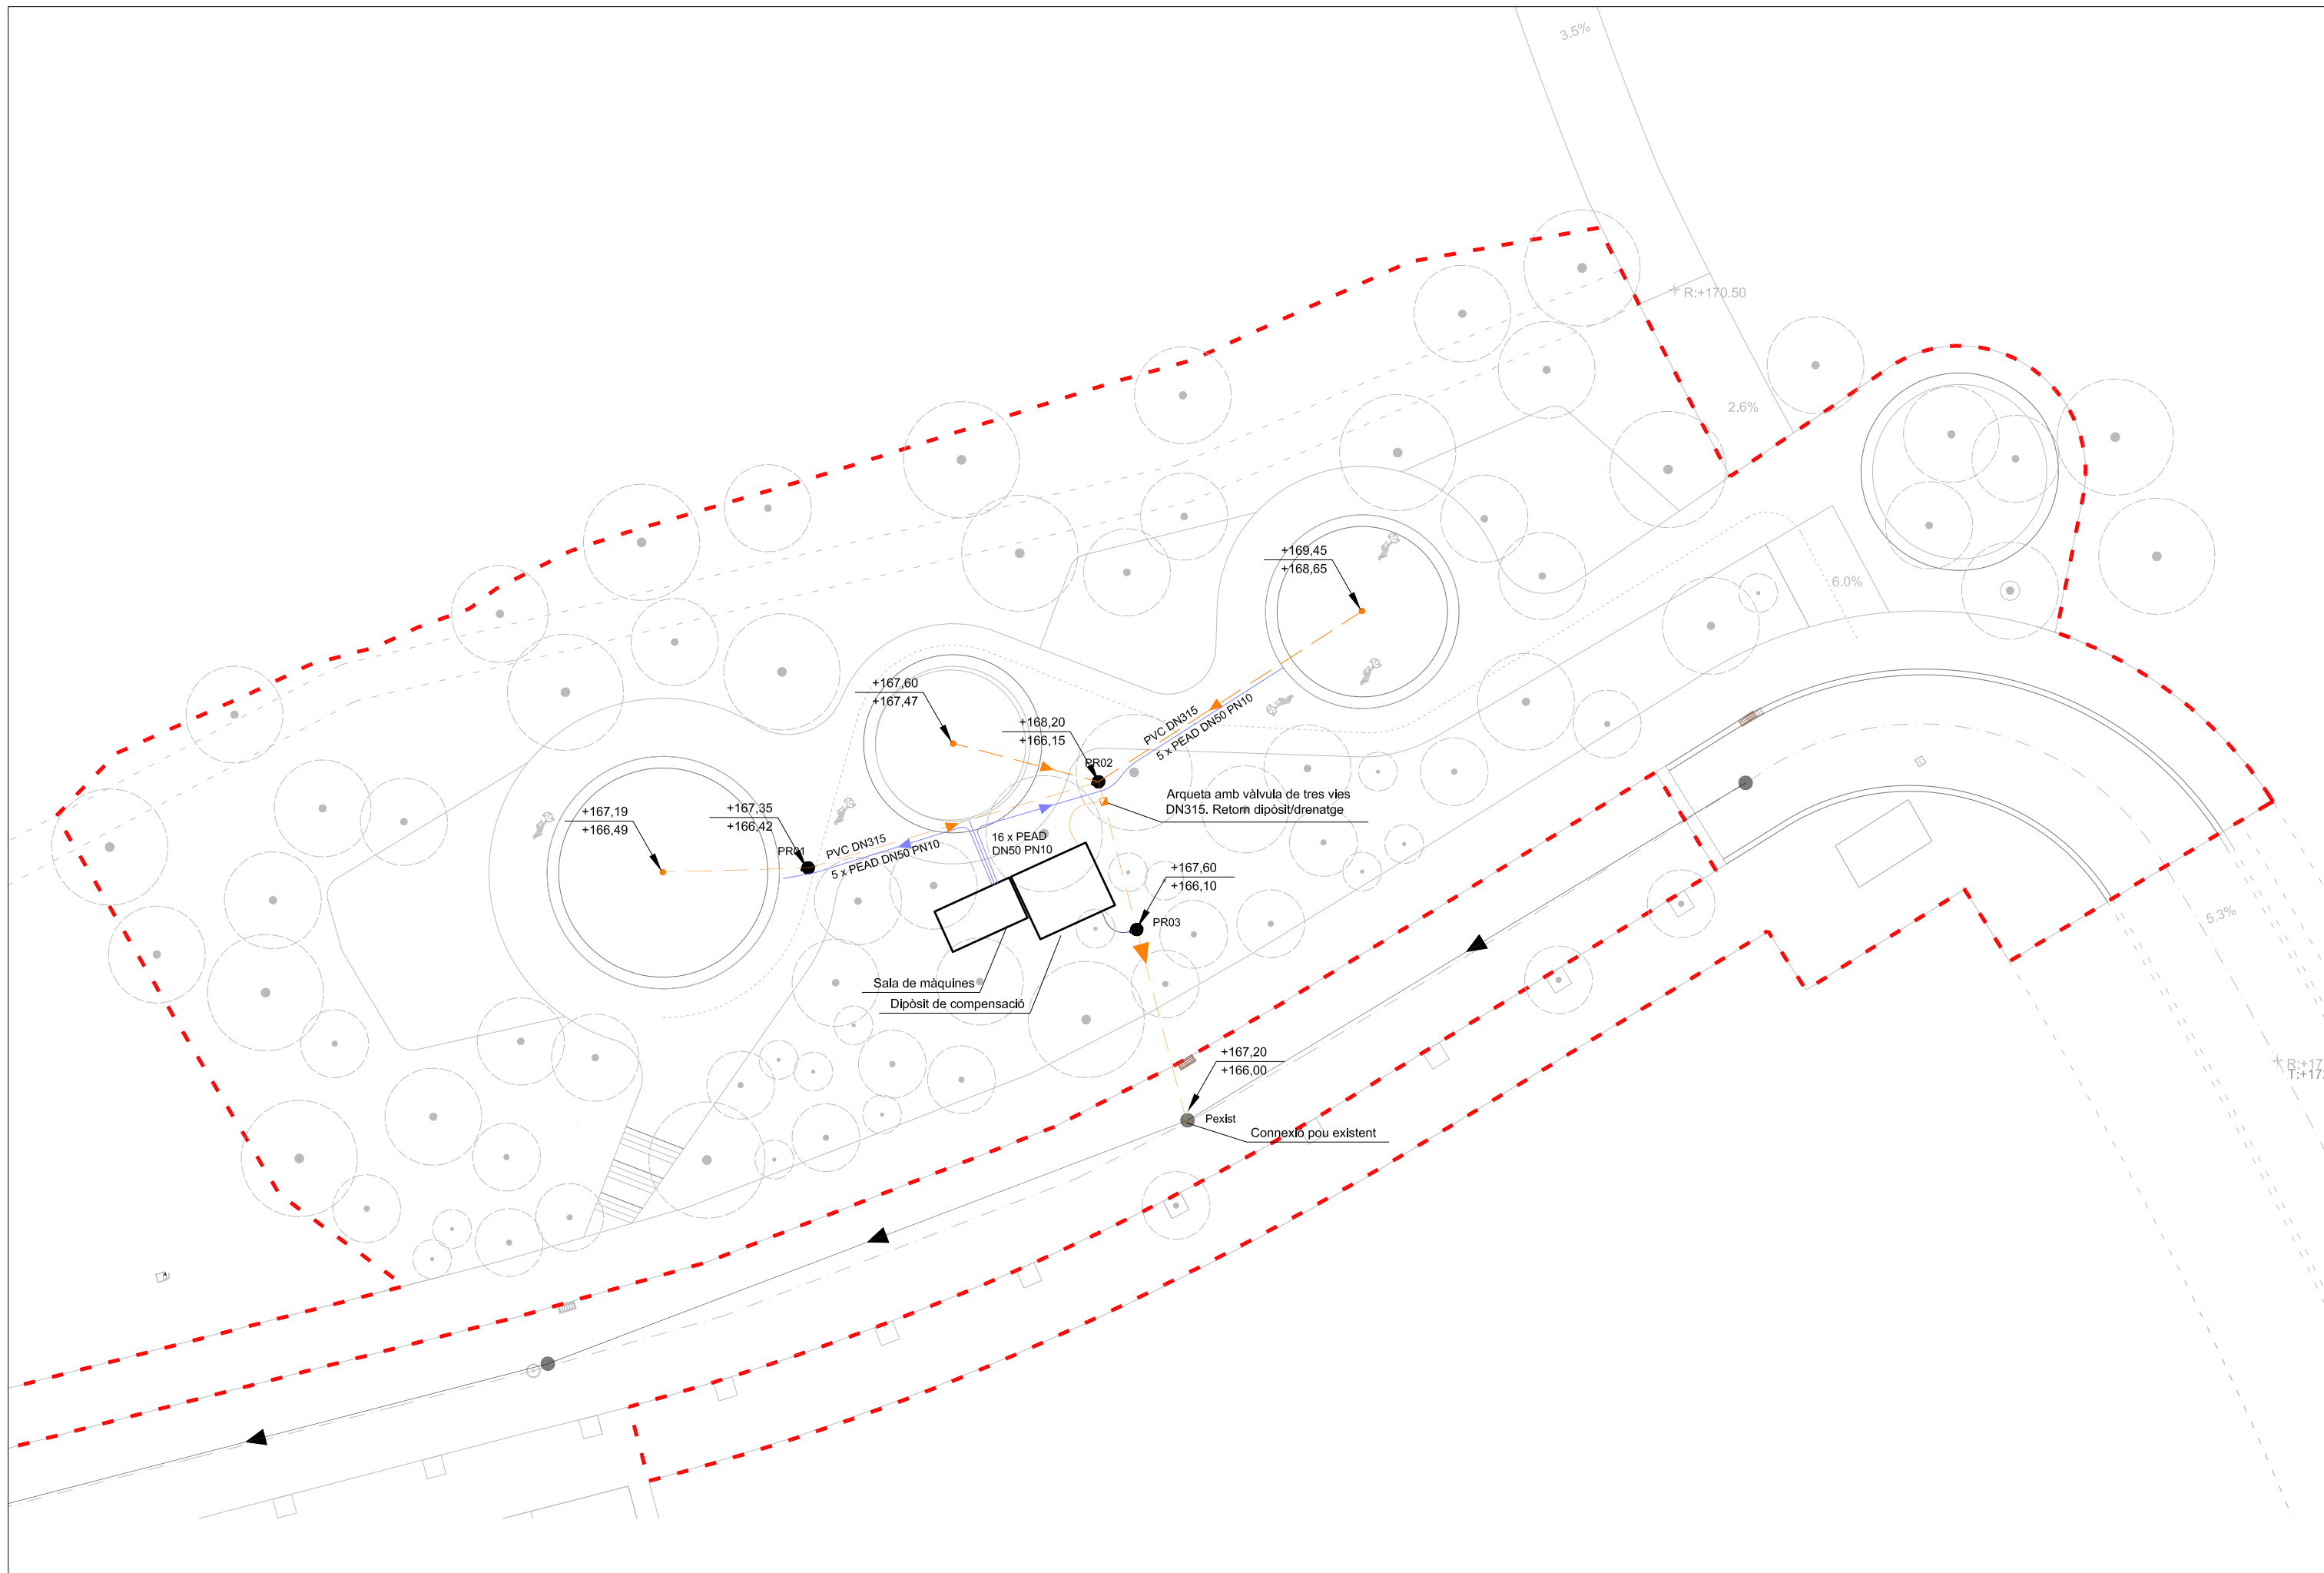 3.5%
R:+170.50
2.6%
+169,45
+168,65
6.0%
+167,60
+167,47
+168,20
+166,15
PR02
PVC DN315
5 x PEAD DN50 PN10
Arqueta amb vàlvula de tres vies
DN315. Retorn dipòsit/drenatge
+167,19
+166,49
+167,35
+166,42
PR01
PVC DN315
5 x PEAD DN50 PN10
16 x PEAD
DN50 PN10
+167,60
+166,10
PR03
5.3%
Sala de màquines
Dipòsit de compensació
+167,20
+166,00
Pexist
Connexió pou existent
R:+17
T:+17.